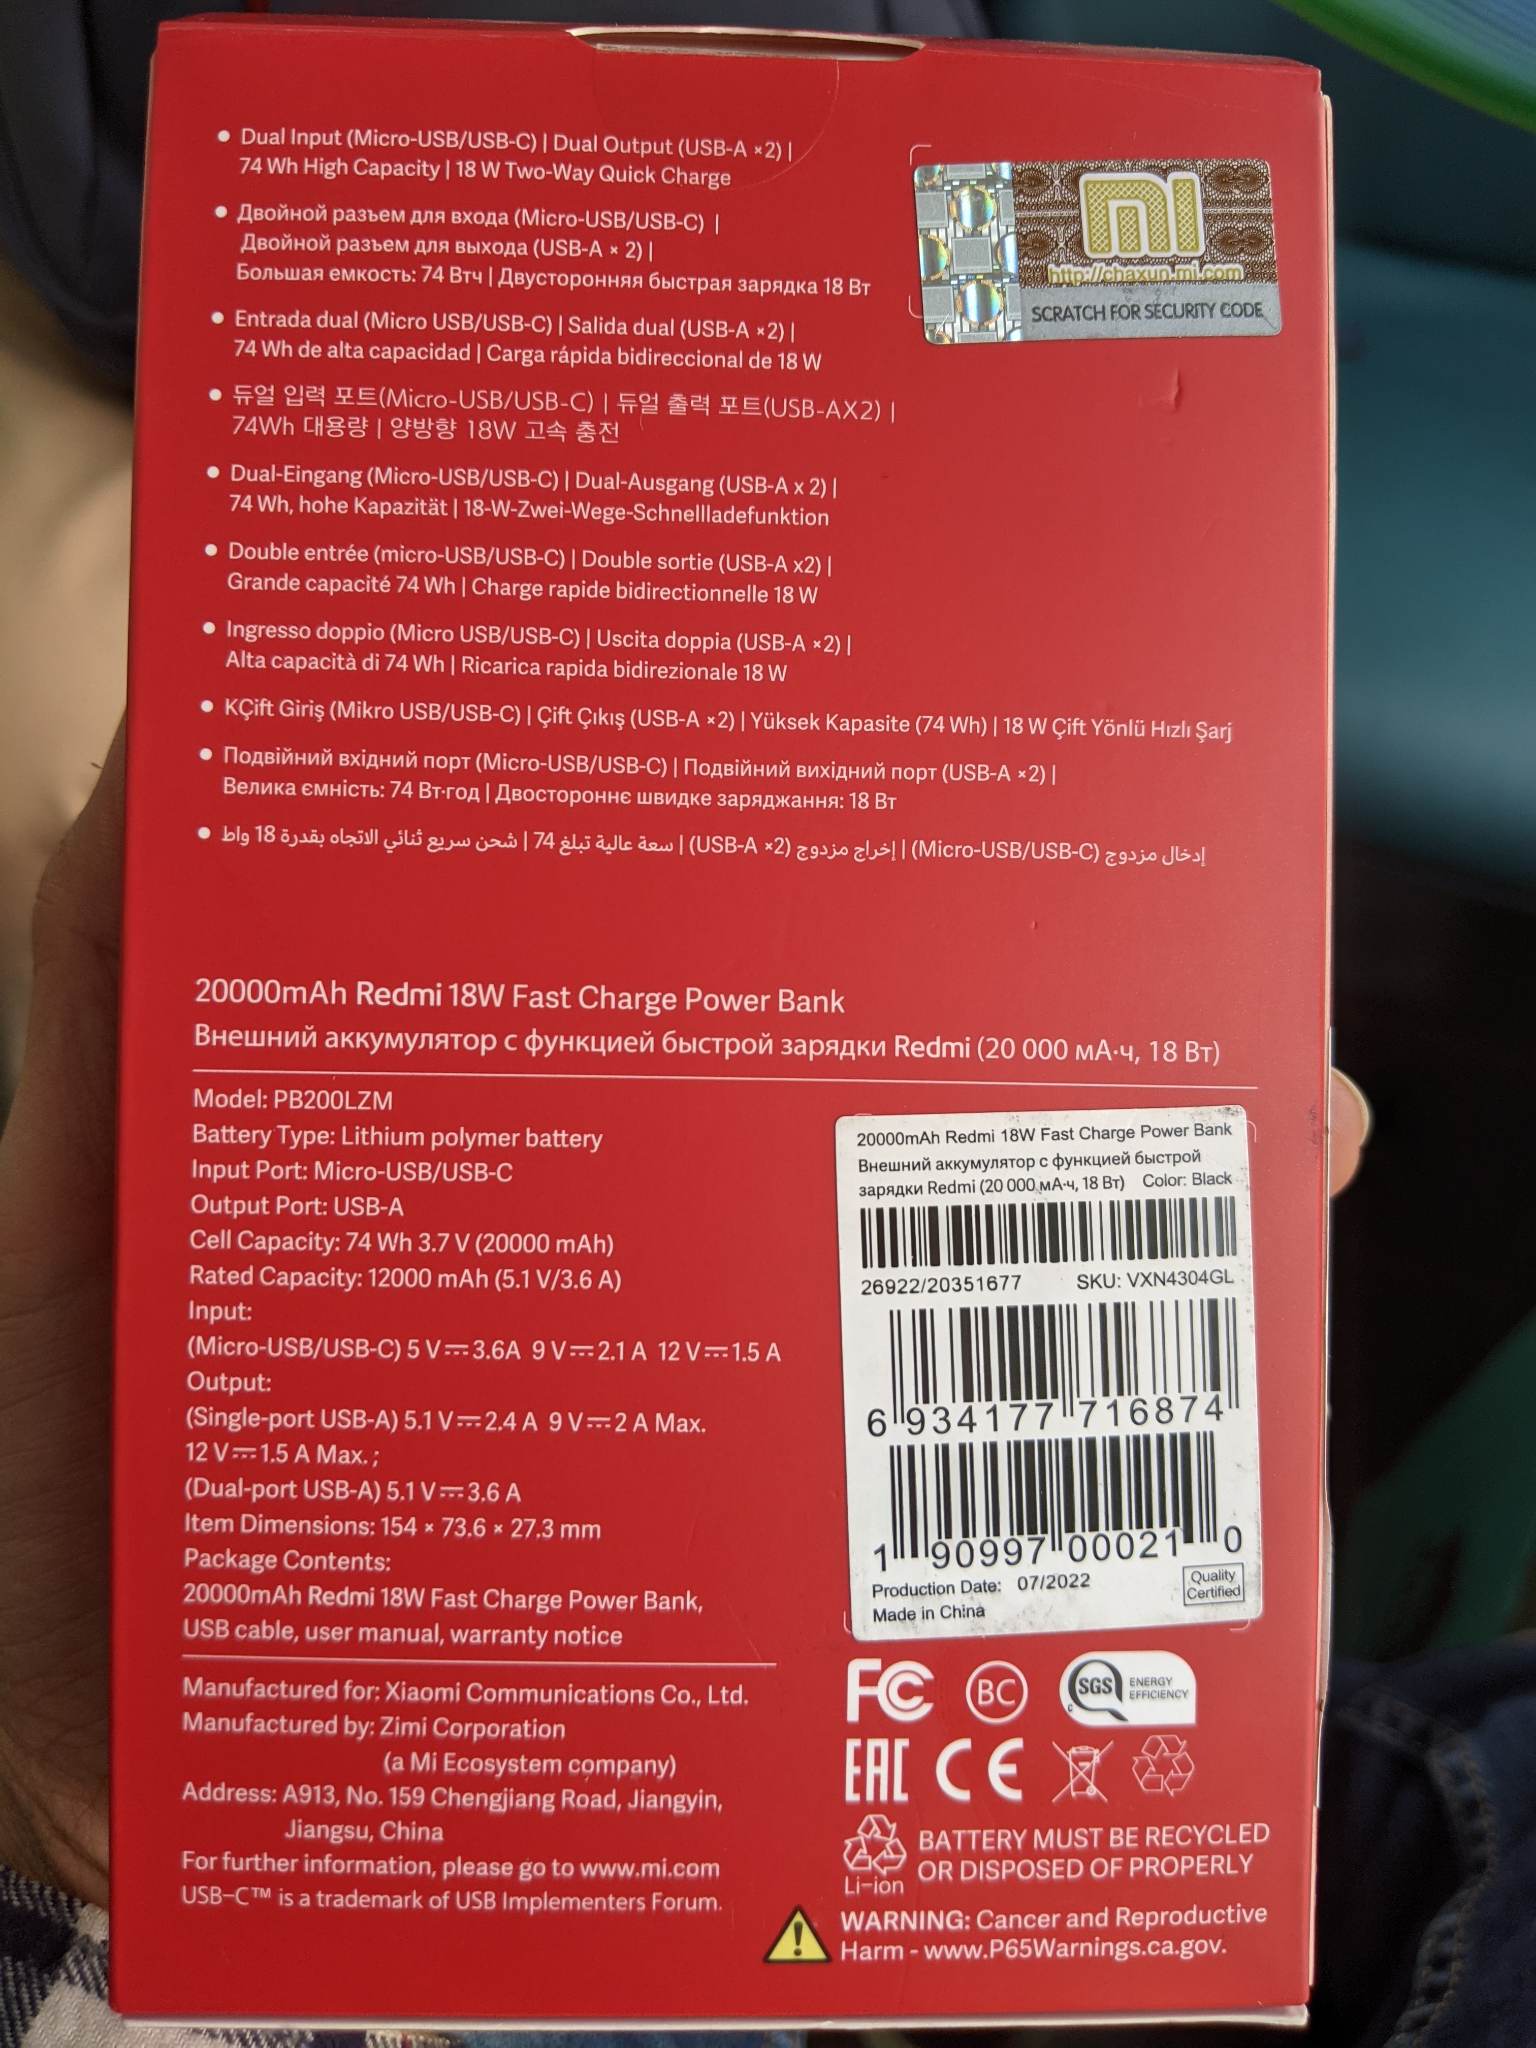 • Dual Input (Micro-USB/USB-C) | Dual Output (USB-A ×2) |
74 Wh High Capacity | 18 W Two-Way Quick Charge
• Двойной разъем для входа (Micro-USB/USB-C) |
Двойной разъем для выхода (USB-A × 2) |
Большая емкость: 74 Втч | Двусторонняя быстрая зарядка 18 Вт
• Entrada dual (Micro USB/USB-C) | Salida dual (USB-A ×2) |
74 Wh de alta capacidad | Carga rápida bidireccional de 18 W
• 듀얼 입력 포트(Micro-USB/USB-C) | 듀얼 출력 포트(USB-AX2) |
74Wh 대용량 | 양방향 18W 고속 충전
• Dual-Eingang (Micro-USB/USB-C) | Dual-Ausgang (USB-A x 2) |
74 Wh, hohe Kapazität | 18-W-Zwei-Wege-Schnellladefunktion
• Double entrée (micro-USB/USB-C) | Double sortie (USB-A x2) |
Grande capacité 74 Wh | Charge rapide bidirectionnelle 18 W
• Ingresso doppio (Micro USB/USB-C) | Uscita doppia (USB-A ×2) |
Alta capacità di 74 Wh | Ricarica rapida bidirezionale 18 W
• KÇift Giriş (Mikro USB/USB-C) | Çift Çıkış (USB-A ×2) | Yüksek Kapasite (74 Wh) | 18 W Çift Yönlü Hızlı Şarj
• Подвійний вхідний порт (Micro-USB/USB-C) | Подвійний вихідний порт (USB-A ×2) |
Велика ємність: 74 Вт·год | Двостороннє швидке заряджання: 18 Вт
• إدخال مزدوج (Micro-USB/USB-C) | إخراج مزدوج (USB-A ×2) | سعة عالية تبلغ 74 | شحن سريع ثنائي الاتجاه بقدرة 18 واط
mi
http://chaxun.mi.com
SCRATCH FOR SECURITY CODE
20000mAh Redmi 18W Fast Charge Power Bank
Внешний аккумулятор с функцией быстрой зарядки Redmi (20 000 мА·ч, 18 Вт)
Model: PB200LZM
Battery Type: Lithium polymer battery
Input Port: Micro-USB/USB-C
Output Port: USB-A
Cell Capacity: 74 Wh 3.7 V (20000 mAh)
Rated Capacity: 12000 mAh (5.1 V/3.6 A)
Input:
(Micro-USB/USB-C) 5 V⎓3.6A 9 V⎓2.1 A 12 V⎓1.5 A
Output:
(Single-port USB-A) 5.1 V⎓2.4 A 9 V⎓2 A Max.
12 V⎓1.5 A Max. ;
(Dual-port USB-A) 5.1 V⎓3.6 A
Item Dimensions: 154 × 73.6 × 27.3 mm
Package Contents:
20000mAh Redmi 18W Fast Charge Power Bank,
USB cable, user manual, warranty notice
Manufactured for: Xiaomi Communications Co., Ltd.
Manufactured by: Zimi Corporation
(a Mi Ecosystem company)
Address: A913, No. 159 Chengjiang Road, Jiangyin,
Jiangsu, China
For further information, please go to www.mi.com
USB-C™ is a trademark of USB Implementers Forum.
20000mAh Redmi 18W Fast Charge Power Bank
Внешний аккумулятор с функцией быстрой
зарядки Redmi (20 000 мА·ч, 18 Вт) Color: Black
26922/20351677 SKU: VXN4304GL
6 934177 716874
1 90997 00021 0
Production Date: 07/2022
Made in China
Quality
Certified
FC BC SGS ENERGY
EFFICIENCY
c
EAC CE
Li-ion
BATTERY MUST BE RECYCLED
OR DISPOSED OF PROPERLY
WARNING: Cancer and Reproductive
Harm - www.P65Warnings.ca.gov.